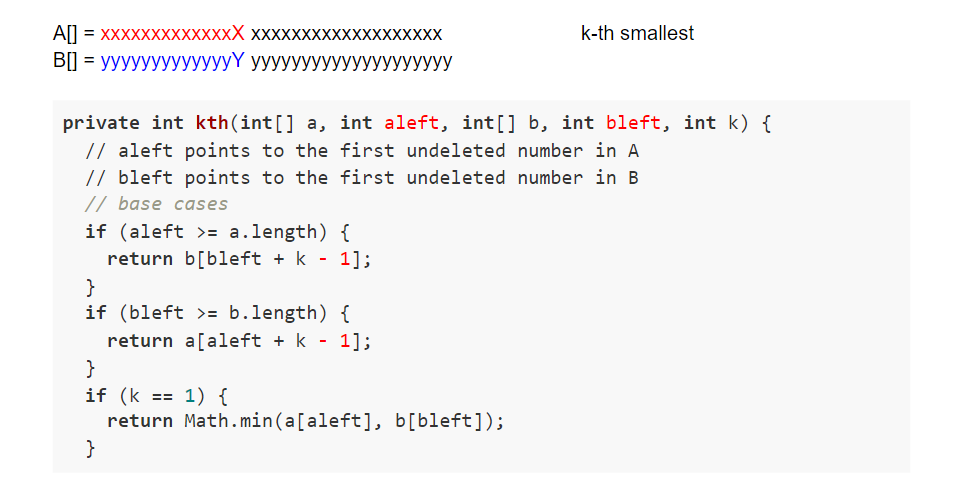 A[] = xxxxxxxxxxxxxX xxxxxxxxxxxxxxxxxxx k-th smallest
B[] = yyyyyyyyyyyyyY yyyyyyyyyyyyyyyyyyyy
private int kth(int[] a, int aleft, int[] b, int bleft, int k) {
// aleft points to the first undeleted number in A
// bleft points to the first undeleted number in B
// base cases
if (aleft >= a.length) {
return b[bleft + k - 1];
}
if (bleft >= b.length) {
return a[aleft + k - 1];
}
if (k == 1) {
return Math.min(a[aleft], b[bleft]);
}